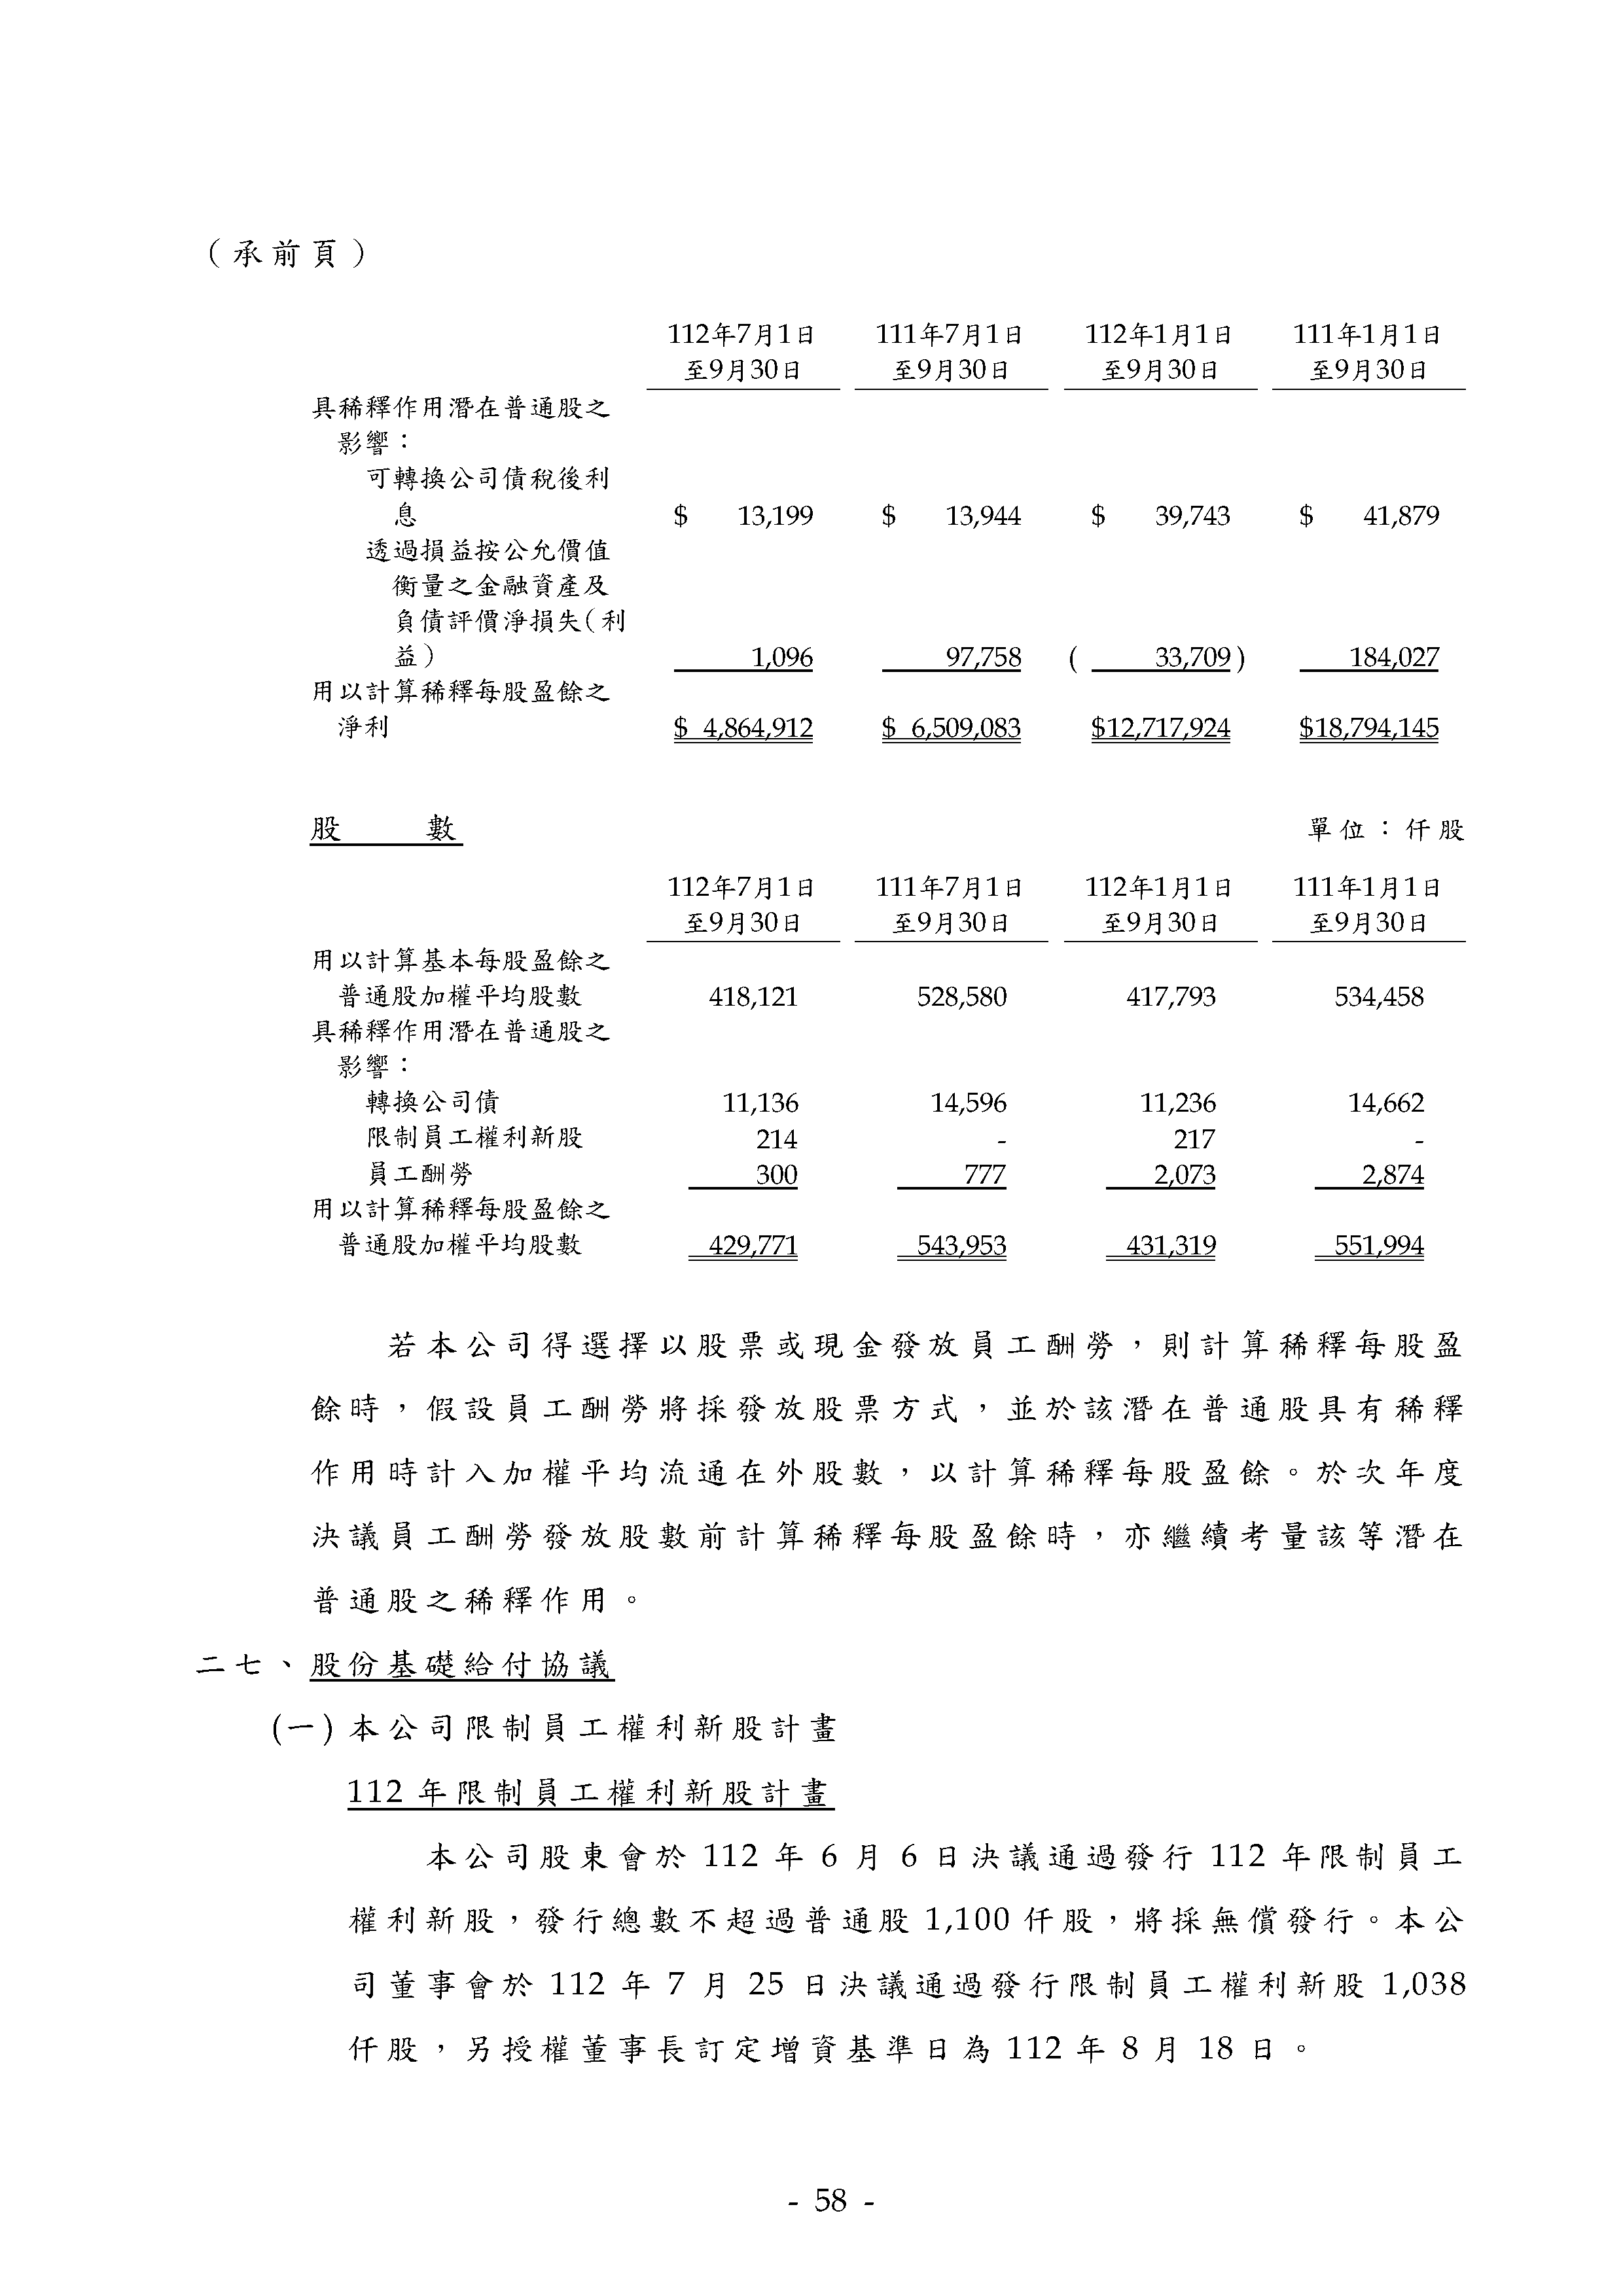 （承前頁）
112年7月1日 111年7月1日 112年1月1日 111年1月1日
至9月30日 至9月30日 至9月30日 至9月30日
具稀釋作用潛在普通股之
影響：
可轉換公司債稅後利
息 $ 13,199 $ 13,944 $ 39,743 $ 41,879
透過損益按公允價值
衡量之金融資產及
負債評價淨損失（利
益） 1,096 97,758 ( 33,709 ) 184,027
用以計算稀釋每股盈餘之
淨利 $ 4,864,912 $ 6,509,083 $12,717,924 $18,794,145
股 數 單位：仟股
112年7月1日 111年7月1日 112年1月1日 111年1月1日
至9月30日 至9月30日 至9月30日 至9月30日
用以計算基本每股盈餘之
普通股加權平均股數 418,121 528,580 417,793 534,458
具稀釋作用潛在普通股之
影響：
轉換公司債 11,136 14,596 11,236 14,662
限制員工權利新股 214 - 217 -
員工酬勞 300 777 2,073 2,874
用以計算稀釋每股盈餘之
普通股加權平均股數 429,771 543,953 431,319 551,994
若本公司得選擇以股票或現金發放員工酬勞，則計算稀釋每股盈
餘時，假設員工酬勞將採發放股票方式，並於該潛在普通股具有稀釋
作用時計入加權平均流通在外股數，以計算稀釋每股盈餘。於次年度
決議員工酬勞發放股數前計算稀釋每股盈餘時，亦繼續考量該等潛在
普通股之稀釋作用。
二七、股份基礎給付協議
(一) 本公司限制員工權利新股計畫
112 年限制員工權利新股計畫
本公司股東會於 112 年 6 月 6 日決議通過發行 112 年限制員工
權利新股，發行總數不超過普通股 1,100 仟股，將採無償發行。本公
司董事會於 112 年 7 月 25 日決議通過發行限制員工權利新股 1,038
仟股，另授權董事長訂定增資基準日為 112 年 8 月 18 日。
- 58 -